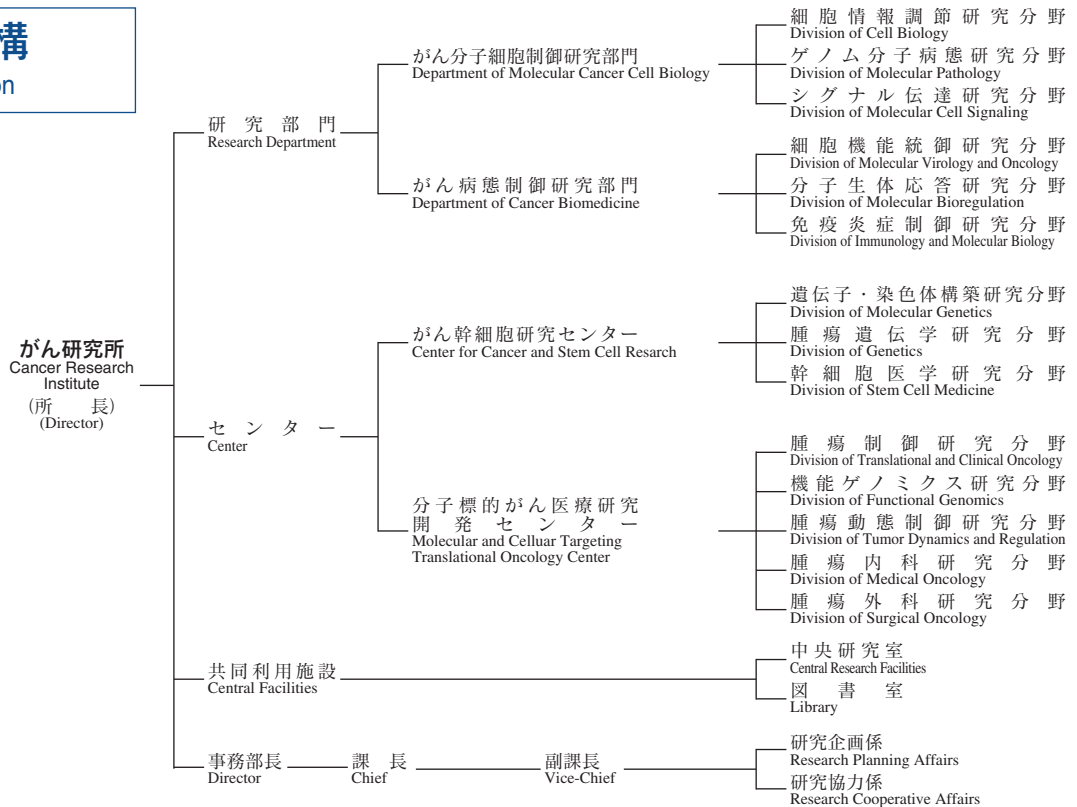 構
on
がん研究所
Cancer Research
Institute
(所 長)
(Director)
研究部門
Research Department
がん分子細胞制御研究部門
Department of Molecular Cancer Cell Biology
細胞情報調節研究分野
Division of Cell Biology
ゲノム分子病態研究分野
Division of Molecular Pathology
シグナル伝達研究分野
Division of Molecular Cell Signaling
がん病態制御研究部門
Department of Cancer Biomedicine
細胞機能統御研究分野
Division of Molecular Virology and Oncology
分子生体応答研究分野
Division of Molecular Bioregulation
免疫炎症制御研究分野
Division of Immunology and Molecular Biology
センター
Center
がん幹細胞研究センター
Center for Cancer and Stem Cell Resarch
遺伝子・染色体構築研究分野
Division of Molecular Genetics
腫瘍遺伝学研究分野
Division of Genetics
幹細胞医学研究分野
Division of Stem Cell Medicine
分子標的がん医療研究
開発センター
Molecular and Celluar Targeting
Translational Oncology Center
腫瘍制御研究分野
Division of Translational and Clinical Oncology
機能ゲノミクス研究分野
Division of Functional Genomics
腫瘍動態制御研究分野
Division of Tumor Dynamics and Regulation
腫瘍内科研究分野
Division of Medical Oncology
腫瘍外科研究分野
Division of Surgical Oncology
共同利用施設
Central Facilities
中央研究室
Central Research Facilities
図書室
Library
事務部長
Director
課長
Chief
副課長
Vice-Chief
研究企画係
Research Planning Affairs
研究協力係
Research Cooperative Affairs